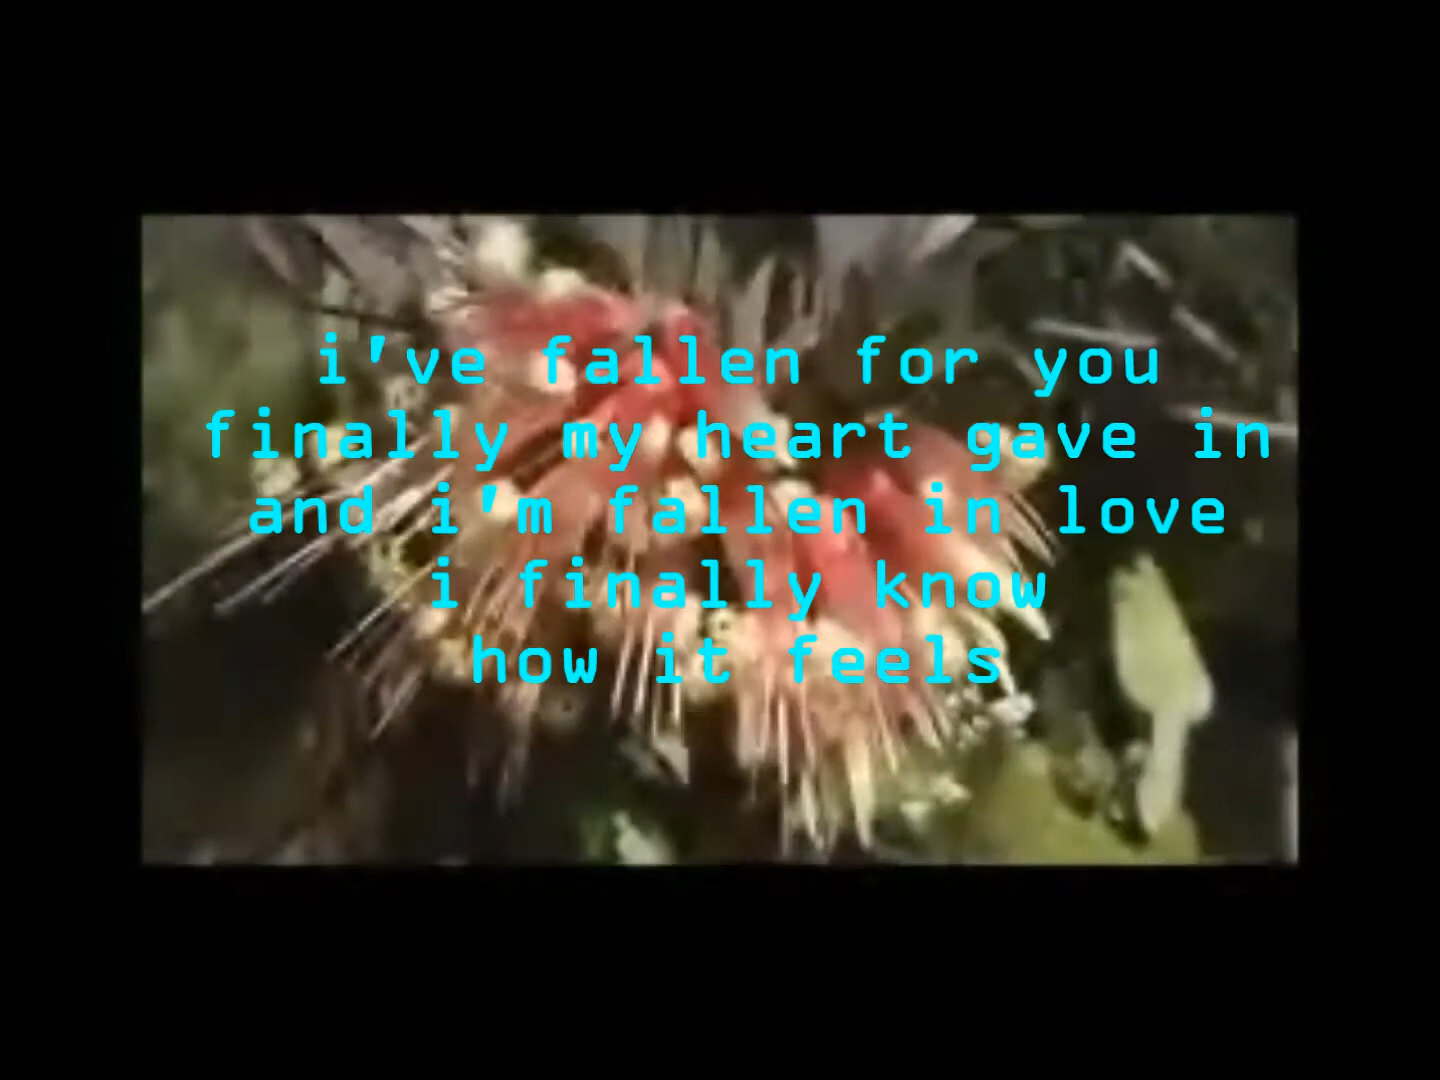 i've fallen for you
finally my heart gave in
and i'm fallen in love
i finally know
how it feels